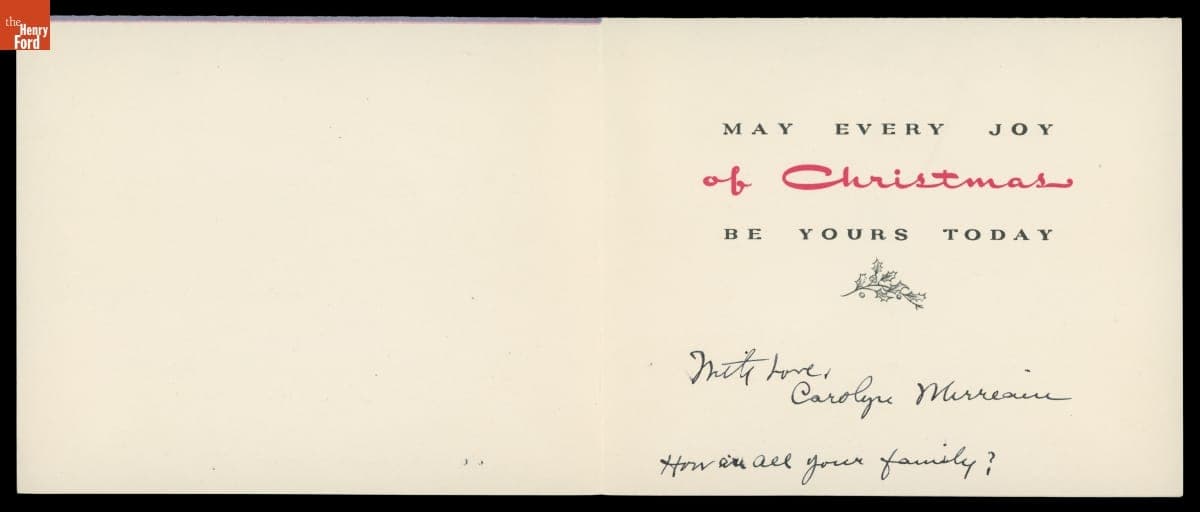 the
Henry
Ford
MAY EVERY JOY
of Christmas
BE YOURS TODAY
With Love,
Carolyn
How are all your family?